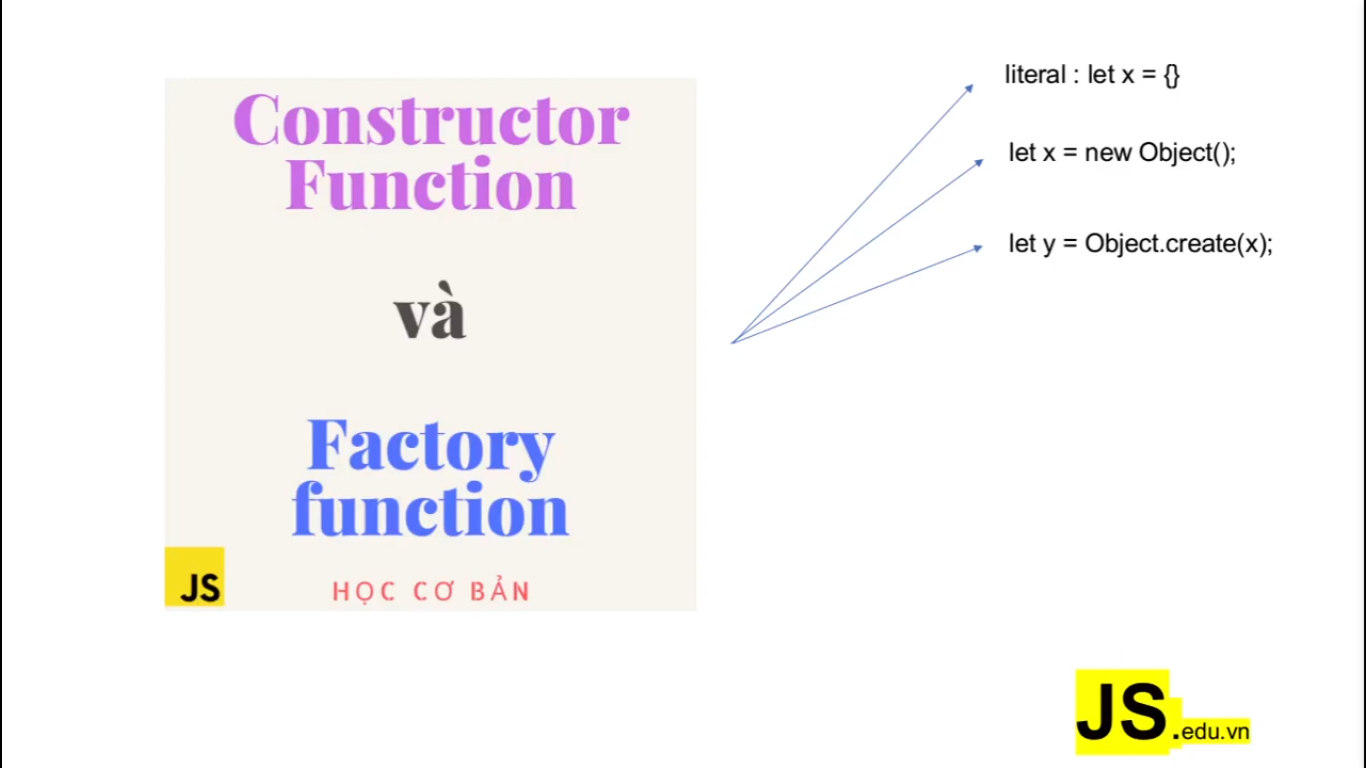 Constructor
Function
và
Factory
function
JS
HỌC CƠ BẢN
literal : let x = {}
let x = new Object();
let y = Object.create(x);
JS.edu.vn